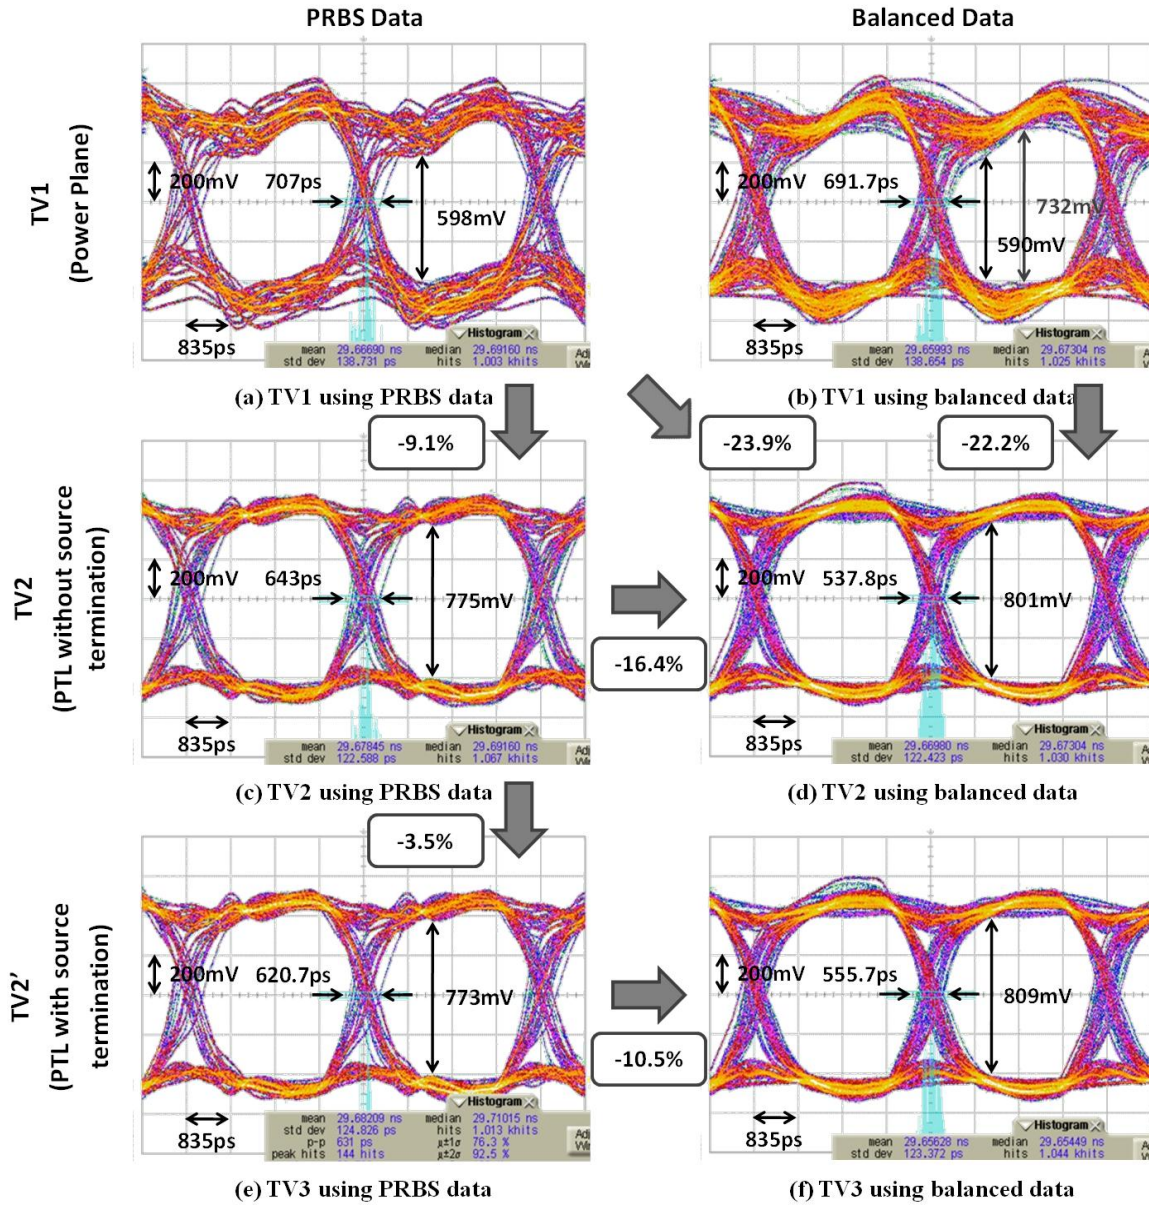 PRBS Data
Balanced Data
TV1
(Power Plane)
200mV
707ps
598mV
835ps
Histogram
mean 29.66690 ns median 29.69160 ns
std dev 138.731 ps hits 1.003 khits
(a) TV1 using PRBS data
200mV
691.7ps
732mV
590mV
835ps
Histogram
mean 29.65993 ns median 29.67304 ns
std dev 138.654 ps hits 1.025 khits
(b) TV1 using balanced data
-9.1%
-23.9%
-22.2%
TV2
(PTL without source
termination)
200mV
643ps
775mV
835ps
Histogram
mean 29.67845 ns median 29.69160 ns
std dev 122.588 ps hits 1.067 khits
(c) TV2 using PRBS data
-16.4%
200mV
537.8ps
801mV
835ps
Histogram
mean 29.66980 ns median 29.67304 ns
std dev 122.423 ps hits 1.030 khits
(d) TV2 using balanced data
-3.5%
TV2’
(PTL with source
termination)
200mV
620.7ps
773mV
835ps
Histogram
mean 29.68209 ns median 29.71015 ns
std dev 124.826 ps hits 1.013 khits
p-p 631 ps μ±1σ 76.3 %
peak hits 144 hits μ±2σ 92.5 %
(e) TV3 using PRBS data
-10.5%
200mV
555.7ps
809mV
835ps
Histogram
mean 29.65628 ns median 29.65449 ns
std dev 123.372 ps hits 1.044 khits
(f) TV3 using balanced data